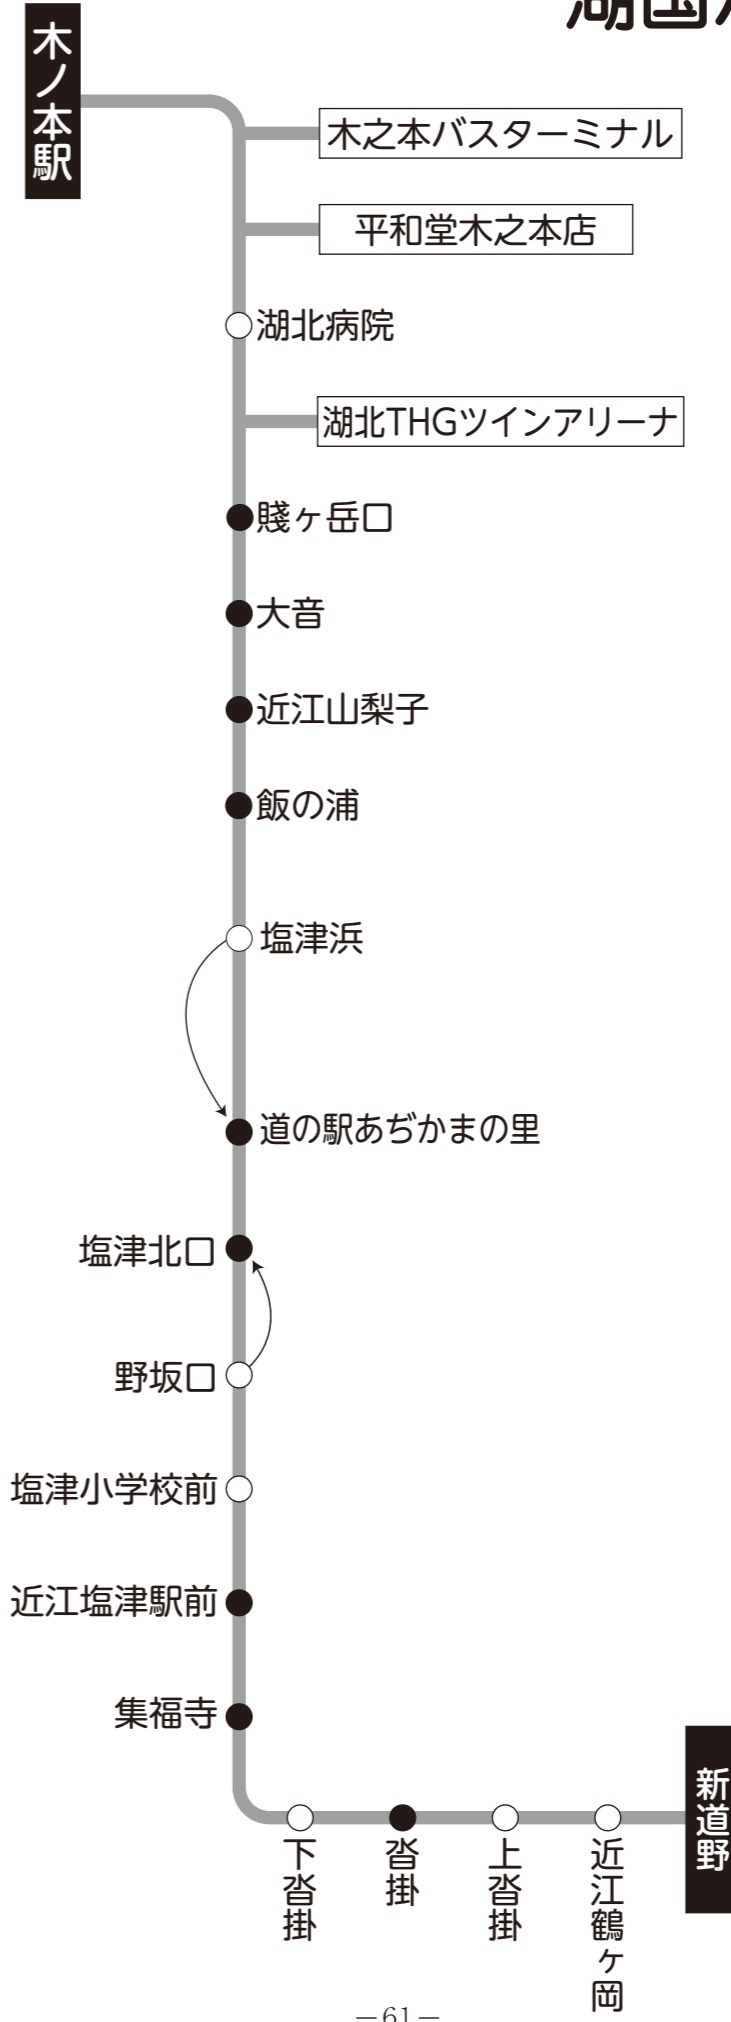 湖国
木ノ本駅
木之本バスターミナル
平和堂木之本店
湖北病院
湖北THGツインアリーナ
賤ヶ岳口
大音
近江山梨子
飯の浦
塩津浜
道の駅あぢかまの里
塩津北口
野坂口
塩津小学校前
近江塩津駅前
集福寺
下沓掛
沓掛
上沓掛
近江鶴ヶ岡
新道野
－61－